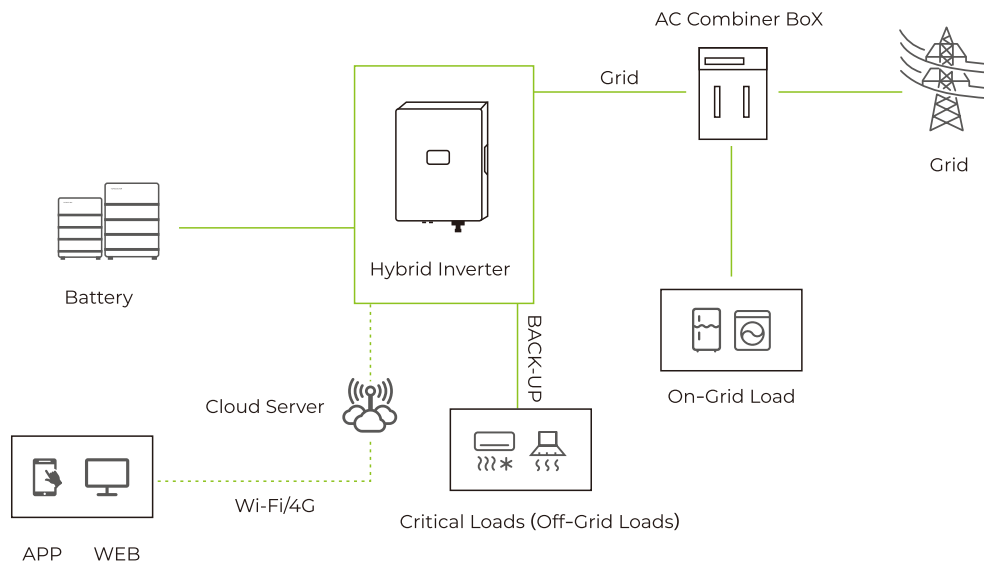 AC Combiner BoX
Grid
Grid
Hybrid Inverter
Battery
BACK-UP
On-Grid Load
Cloud Server
Wi-Fi/4G
Critical Loads (Off-Grid Loads)
APP
WEB